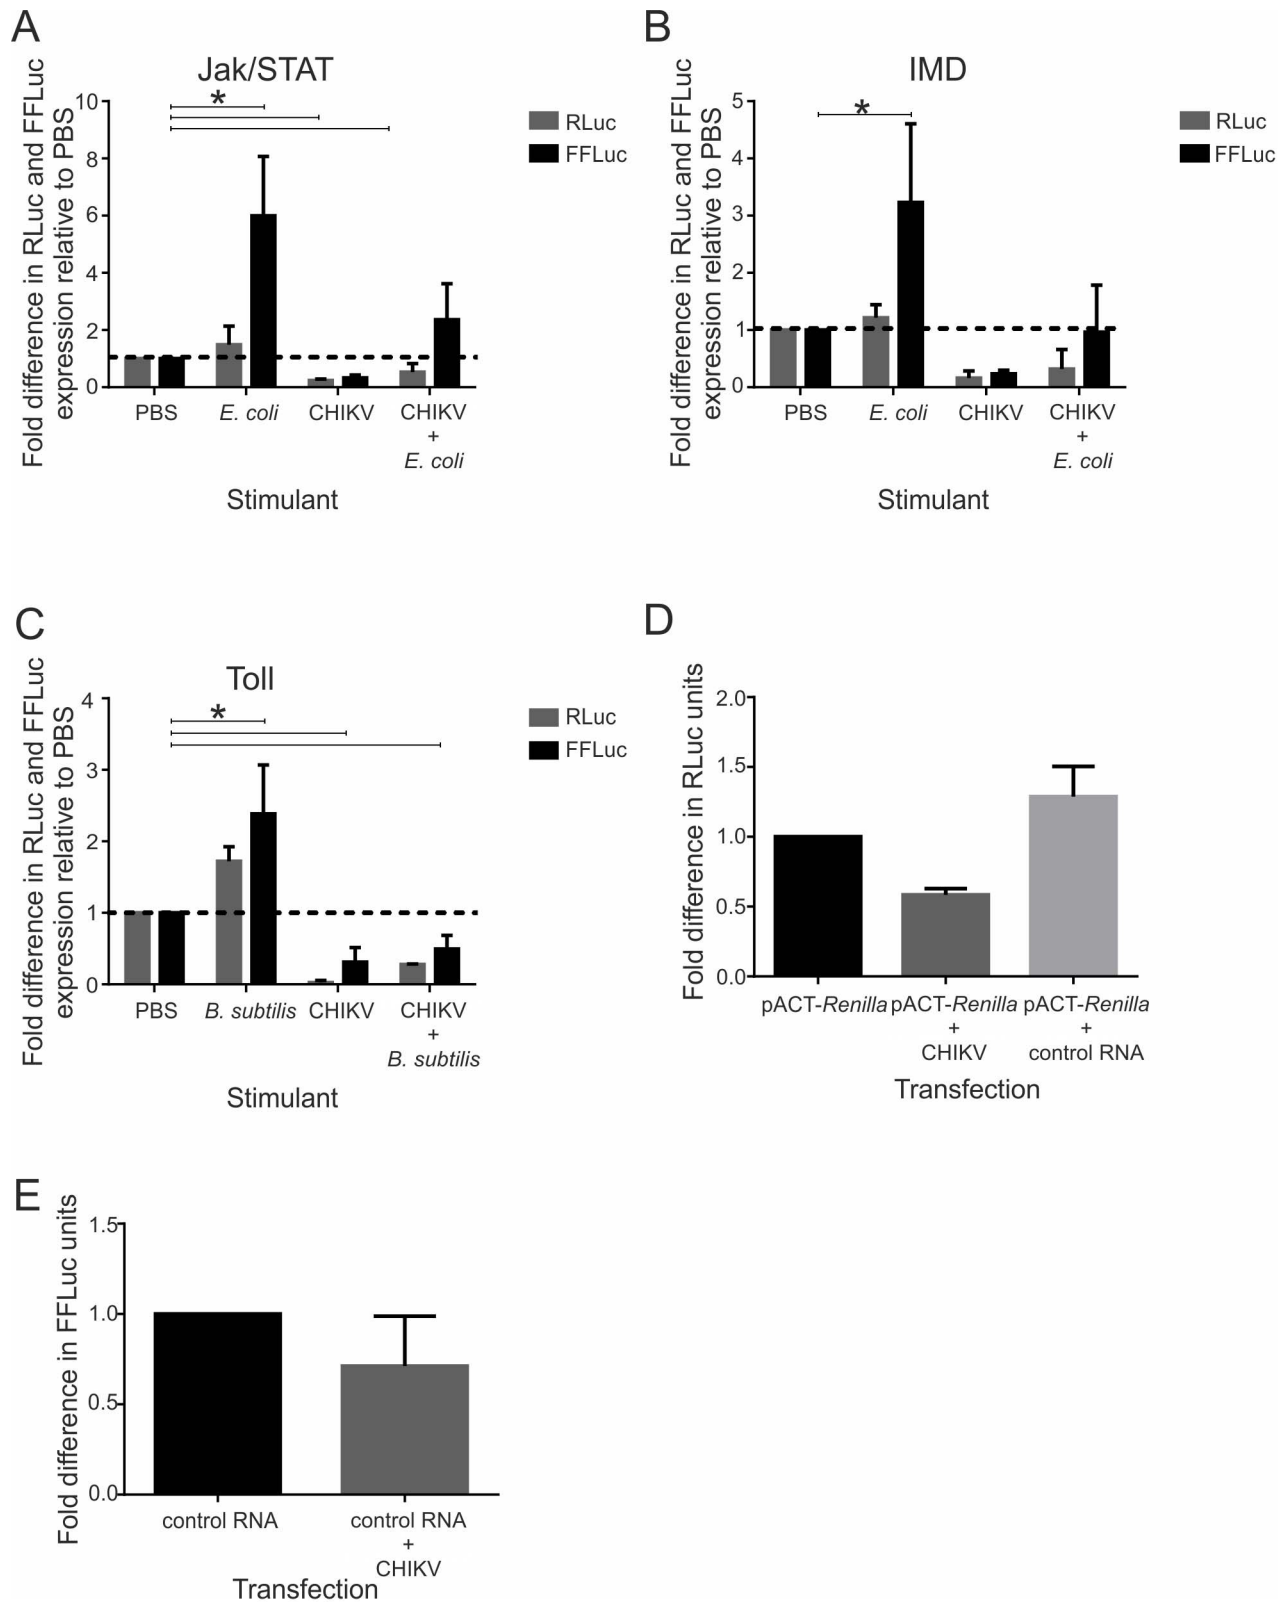 A
Jak/STAT
Fold difference in RLuc and FFLuc
expression relative to PBS
10
8
6
4
2
0
*
RLuc
FFLuc
PBS
E. coli
CHIKV
CHIKV
+
E. coli
Stimulant
B
IMD
Fold difference in RLuc and FFLuc
expression relative to PBS
5
4
3
2
1
0
*
RLuc
FFLuc
PBS
E. coli
CHIKV
CHIKV
+
E. coli
Stimulant
C
Toll
Fold difference in RLuc and FFLuc
expression relative to PBS
4
3
2
1
0
*
RLuc
FFLuc
PBS
B. subtilis
CHIKV
CHIKV
+
B. subtilis
Stimulant
D
Fold difference in RLuc units
2.0
1.5
1.0
0.5
0.0
pACT-Renilla
pACT-Renilla
+
CHIKV
pACT-Renilla
+
control RNA
Transfection
E
Fold difference in FFLuc units
1.5
1.0
0.5
0.0
control RNA
control RNA
+
CHIKV
Transfection